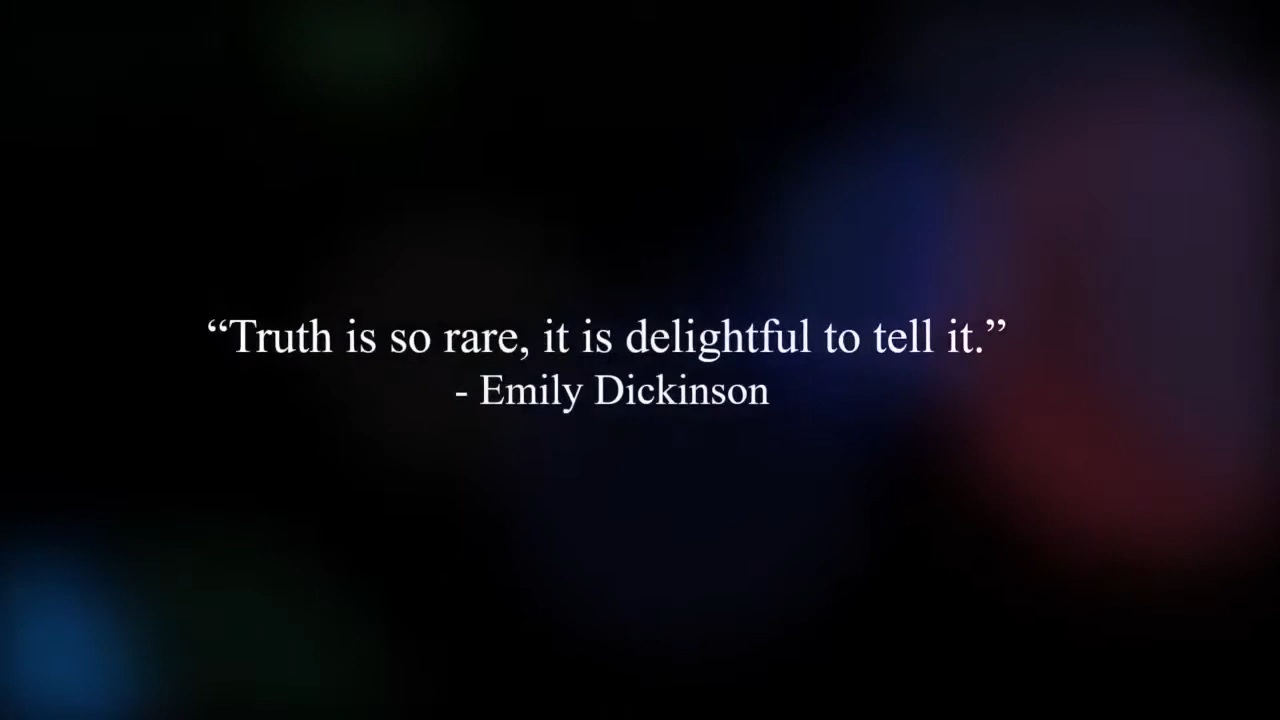 “Truth is so rare, it is delightful to tell it.”
- Emily Dickinson